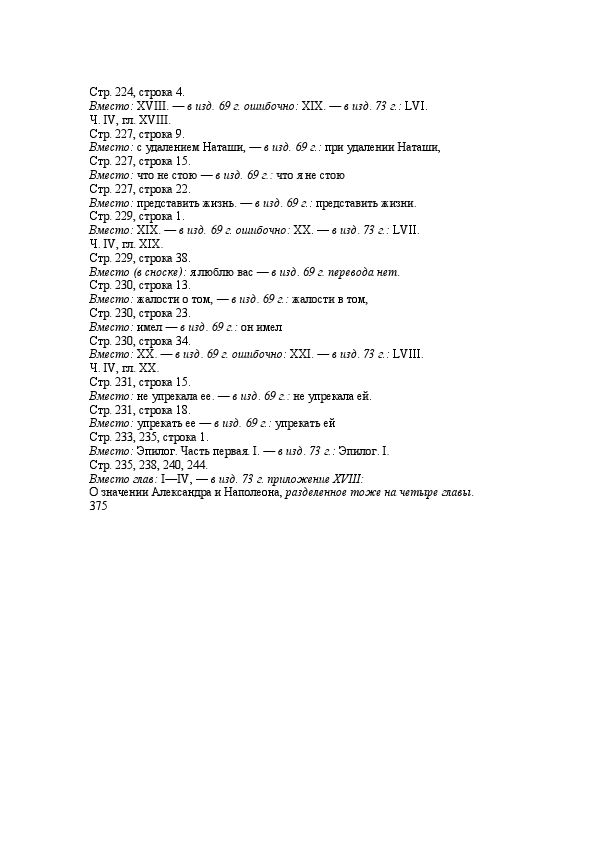 Стр. 224, строка 4.
Вместо: XVIII. — в изд. 69 г. ошибочно: XIX. — в изд. 73 г.: LVI.
Ч. IV, гл. XVIII.
Стр. 227, строка 9.
Вместо: с удалением Наташи, — в изд. 69 г.: при удалении Наташи,
Стр. 227, строка 15.
Вместо: что не стою — в изд. 69 г.: что я не стою
Стр. 227, строка 22.
Вместо: представить жизнь. — в изд. 69 г.: представить жизни.
Стр. 229, строка 1.
Вместо: XIX. — в изд. 69 г. ошибочно: XX. — в изд. 73 г.: LVII.
Ч. IV, гл. XIX.
Стр. 229, строка 38.
Вместо (в сноске): я люблю вас — в изд. 69 г. перевода нет.
Стр. 230, строка 13.
Вместо: жалости о том, — в изд. 69 г.: жалости в том,
Стр. 230, строка 23.
Вместо: имел — в изд. 69 г.: он имел
Стр. 230, строка 34.
Вместо: XX. — в изд. 69 г. ошибочно: XXI. — в изд. 73 г.: LVIII.
Ч. IV, гл. XX.
Стр. 231, строка 15.
Вместо: не упрекала ее. — в изд. 69 г.: не упрекала ей.
Стр. 231, строка 18.
Вместо: упрекать ее — в изд. 69 г.: упрекать ей
Стр. 233, 235, строка 1.
Вместо: Эпилог. Часть первая. I. — в изд. 73 г.: Эпилог. I.
Стр. 235, 238, 240, 244.
Вместо глав: I—IV, — в изд. 73 г. приложение XVIII:
О значении Александра и Наполеона, разделенное тоже на четыре главы.
375